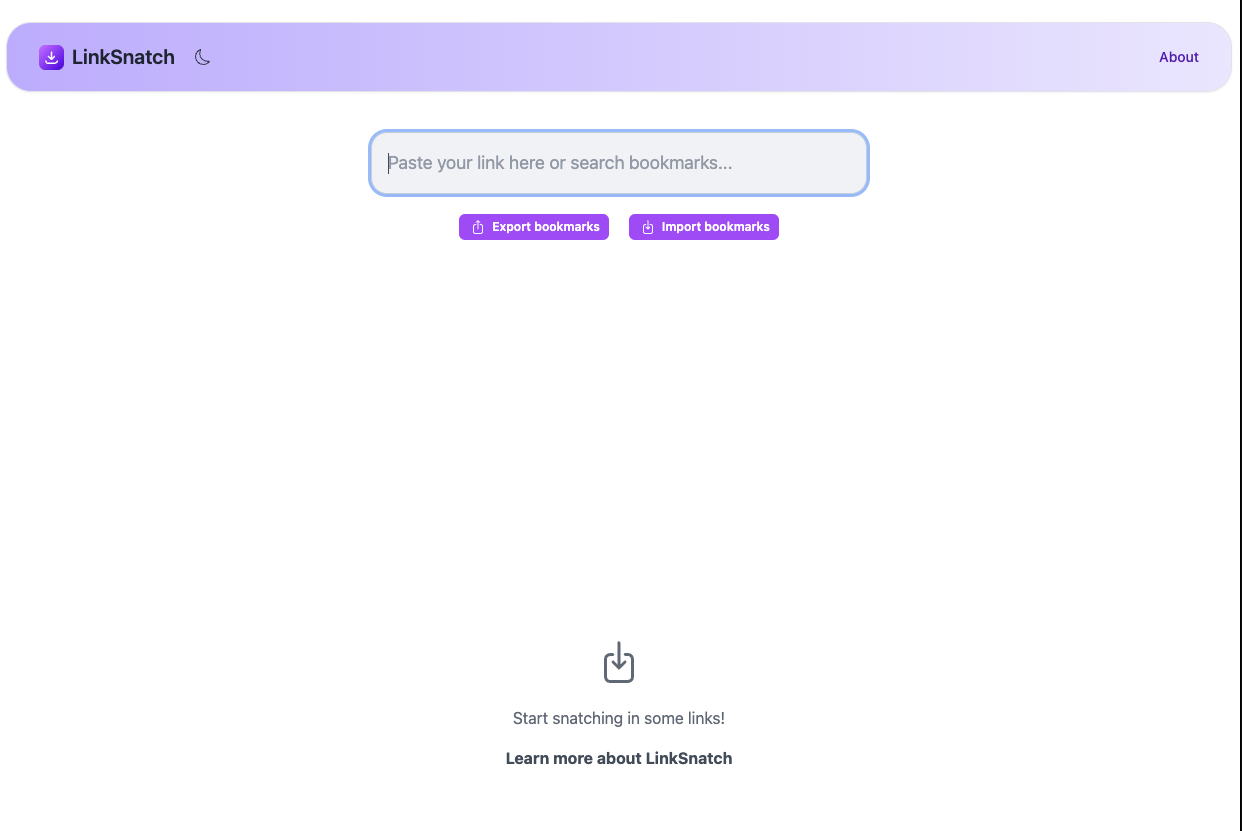 LinkSnatch
About
Paste your link here or search bookmarks...
Export bookmarks
Import bookmarks
Start snatching in some links!
Learn more about LinkSnatch